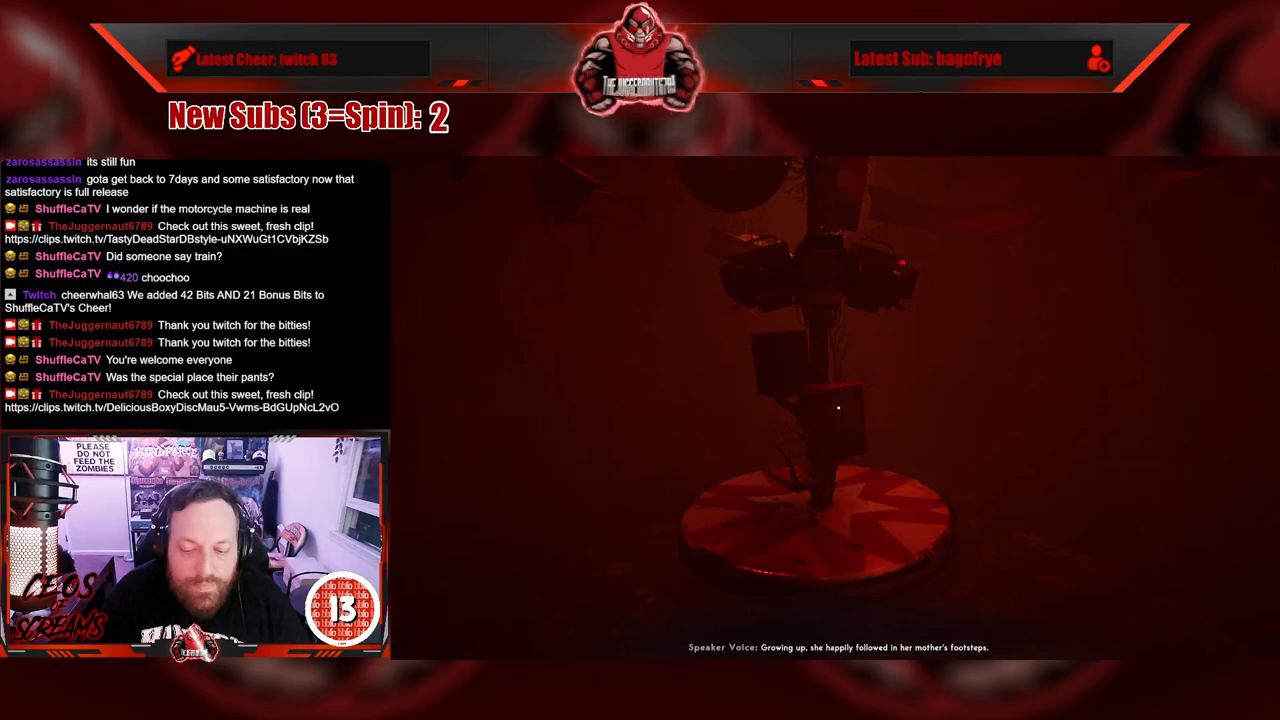 Latest Cheer: twitch 63
THEJUGGERNAUT6789
Latest Sub: bagofrye
New Subs (3=Spin): 2
zarosassassin its still fun
zarosassassin gota get back to 7days and some satisfactory now that
satisfactory is full release
ShuffleCaTV I wonder if the motorcycle machine is real
TheJuggernaut6789 Check out this sweet, fresh clip!
https://clips.twitch.tv/TastyDeadStarDBstyle-uNXWuGt1CVbjKZSb
ShuffleCaTV Did someone say train?
ShuffleCaTV 420 choochoo
Twitch cheerwhal63 We added 42 Bits AND 21 Bonus Bits to
ShuffleCaTV's Cheer!
TheJuggernaut6789 Thank you twitch for the bitties!
TheJuggernaut6789 Thank you twitch for the bitties!
ShuffleCaTV You're welcome everyone
ShuffleCaTV Was the special place their pants?
TheJuggernaut6789 Check out this sweet, fresh clip!
https://clips.twitch.tv/DeliciousBoxyDiscMau5-Vwms-BdGUpNcL2vO
PLEASE
DO NOT
FEED THE
ZOMBIES
CEOS
OF
SCREAMS
13
Speaker Voice: Growing up, she happily followed in her mother's footsteps.